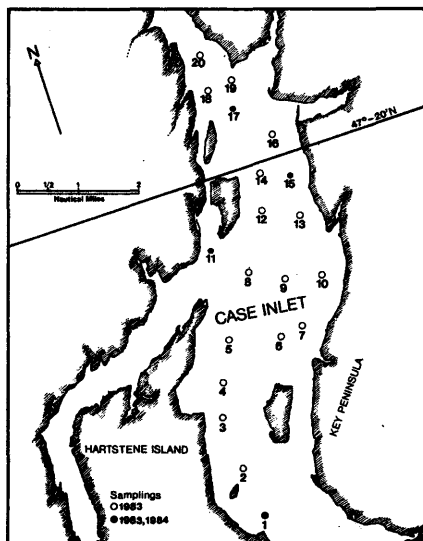 20
19
18
17
N
16
47°-20'N
14
15
0 1/2 1 2
Nautical Miles
12
13
11
8
9
10
CASE INLET
7
6
5
4
KEY PENINSULA
3
HARTSTENE ISLAND
2
Samplings
○1983
●1983,1984
1